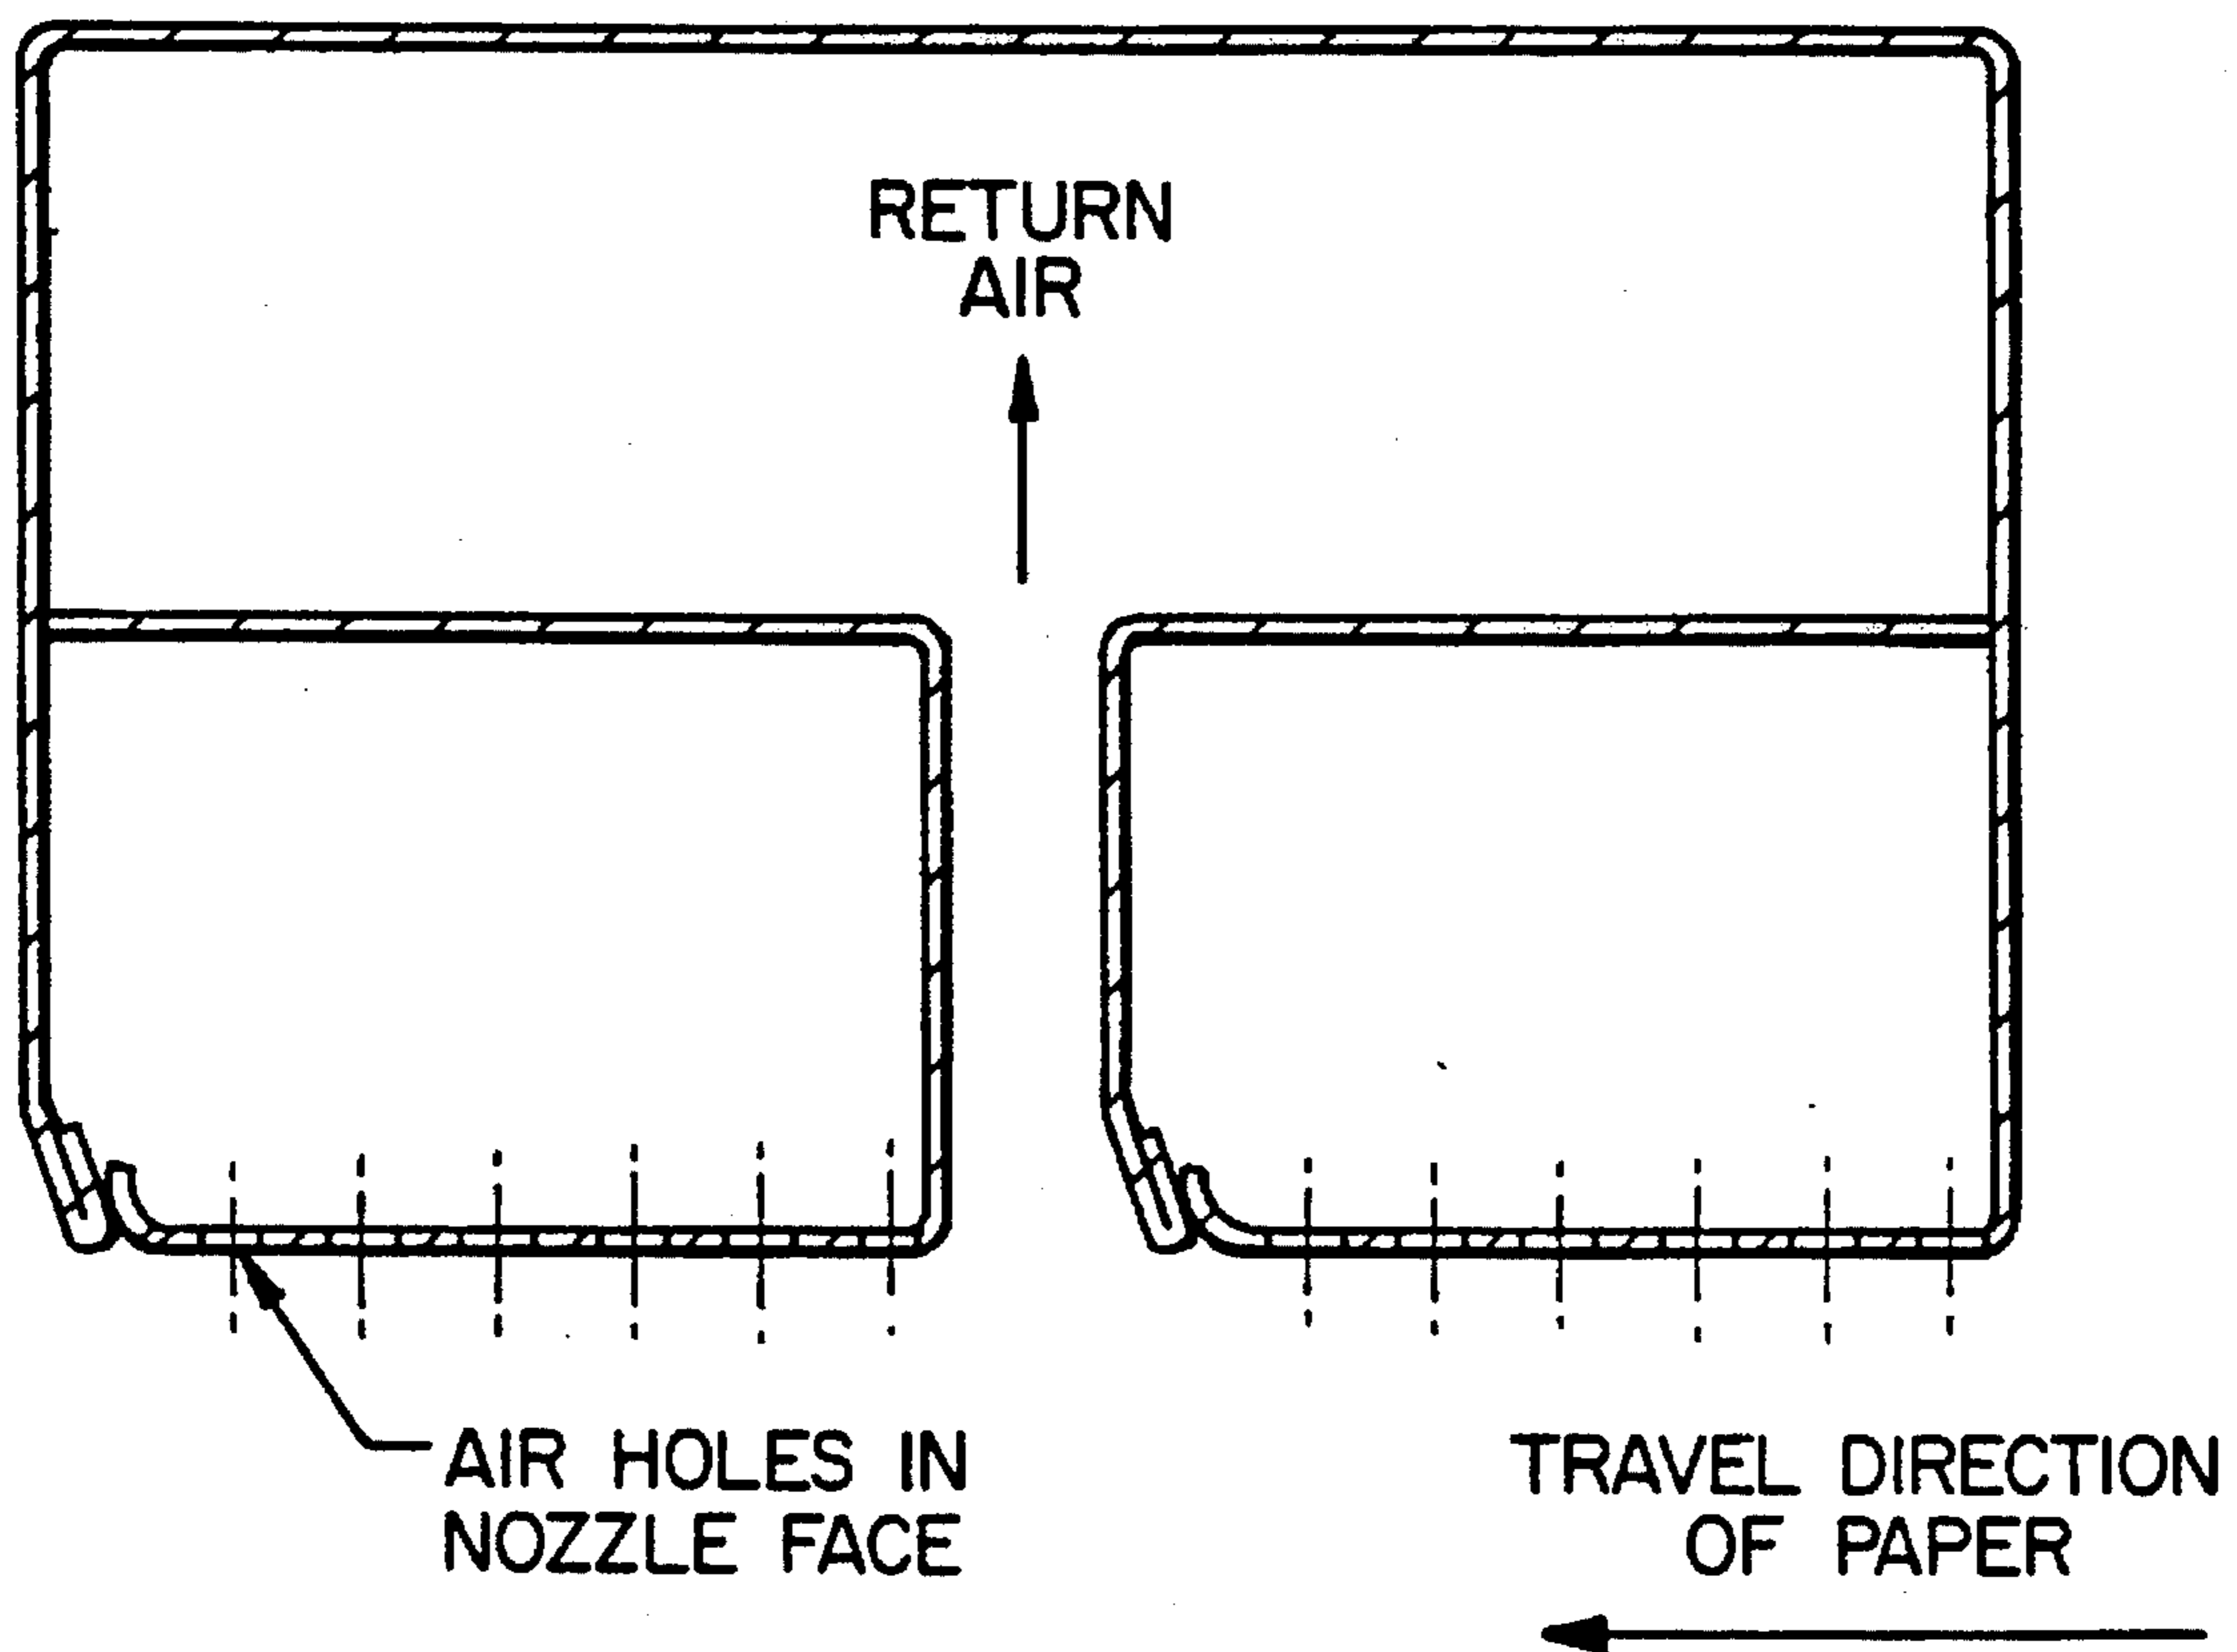 RETURN
AIR
AIR HOLES IN
NOZZLE FACE
TRAVEL DIRECTION
OF PAPER